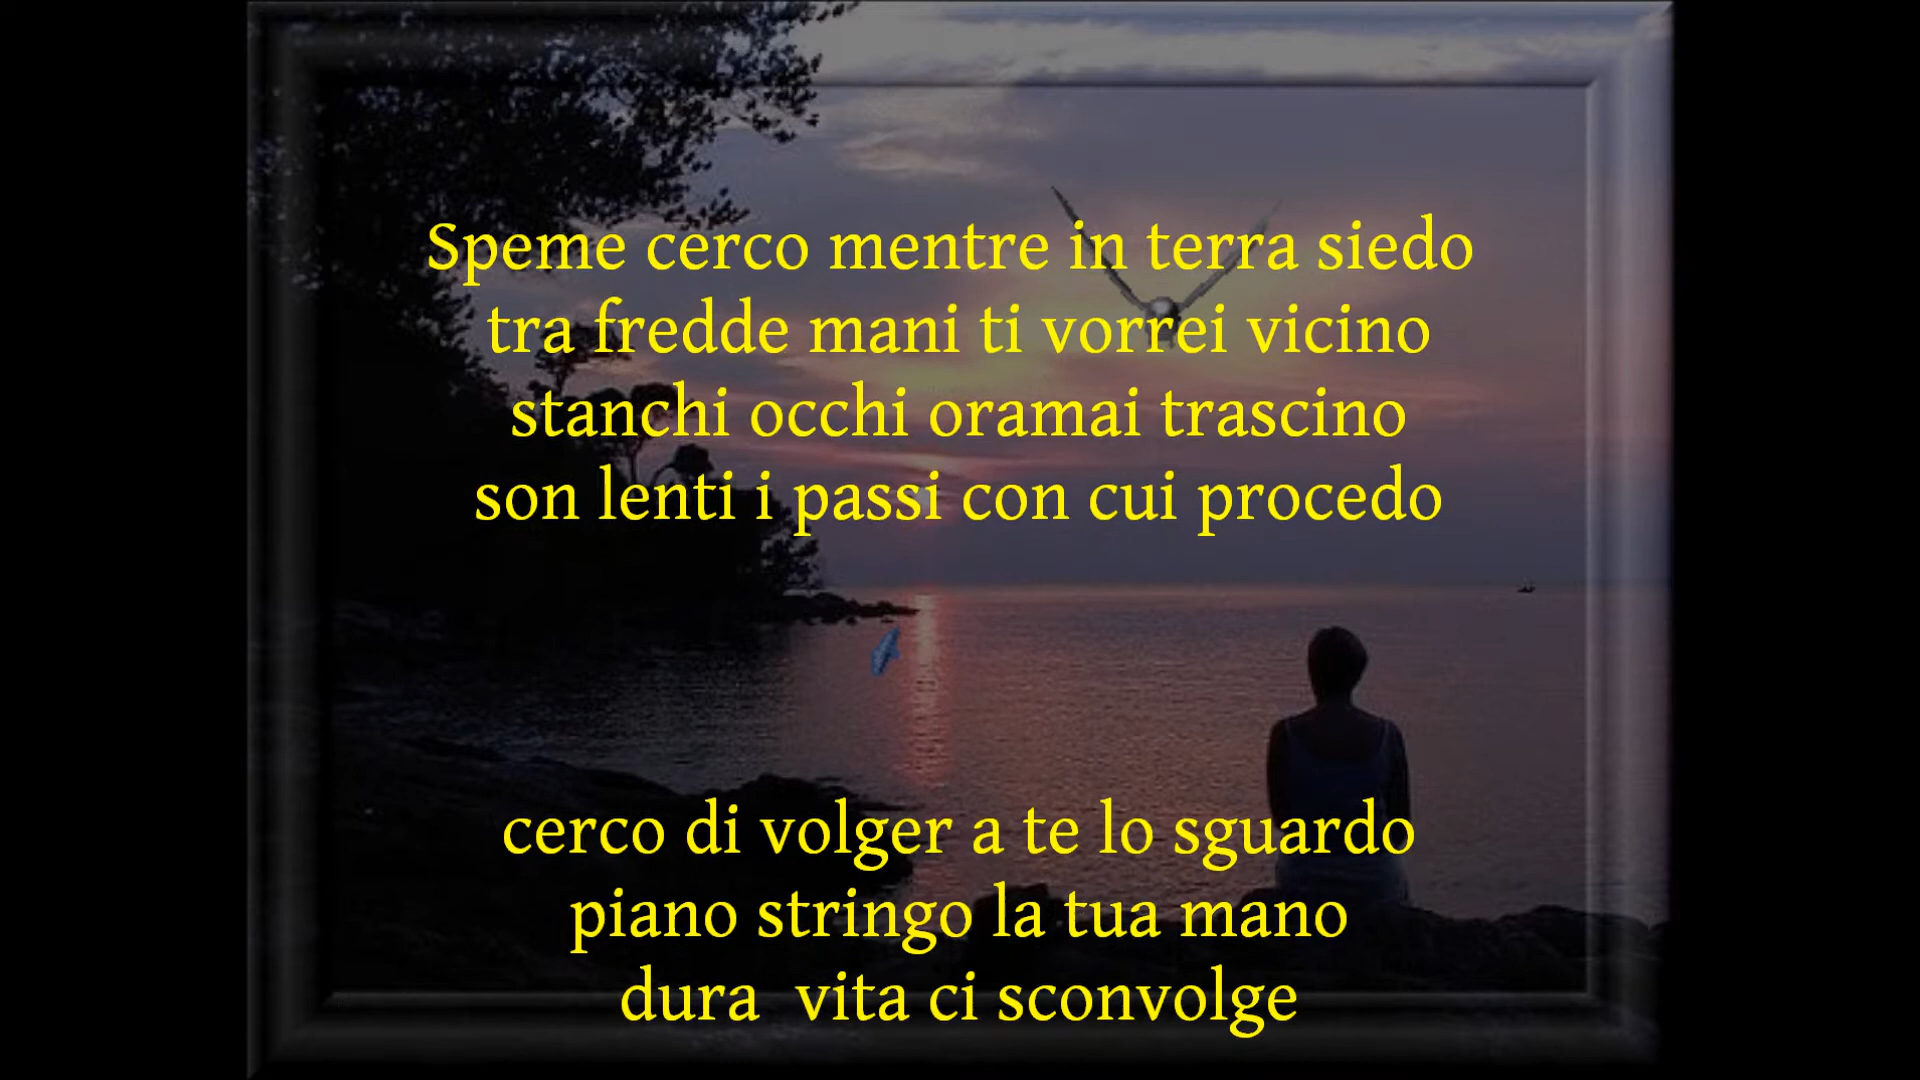 Speme cerco mentre in terra siedo
tra fredde mani ti vorrei vicino
stanchi occhi oramai trascino
son lenti i passi con cui procedo
cerco di volger a te lo sguardo
piano stringo la tua mano
dura  vita ci sconvolge